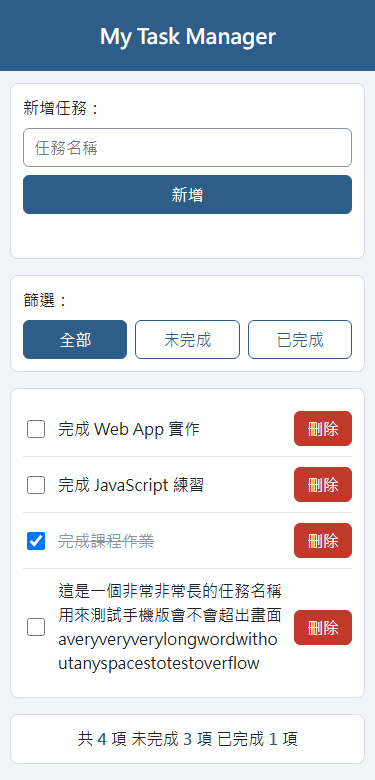 My Task Manager
新增任務：
任務名稱
新增
篩選：
全部 未完成 已完成
完成 Web App 實作 刪除
完成 JavaScript 練習 刪除
完成課程作業 刪除
這是一個非常非常長的任務名稱
用來測試手機版會不會超出畫面
averyveryverylongwordwitho
utanyspacestotestoverflow
刪除
共 4 項 未完成 3 項 已完成 1 項